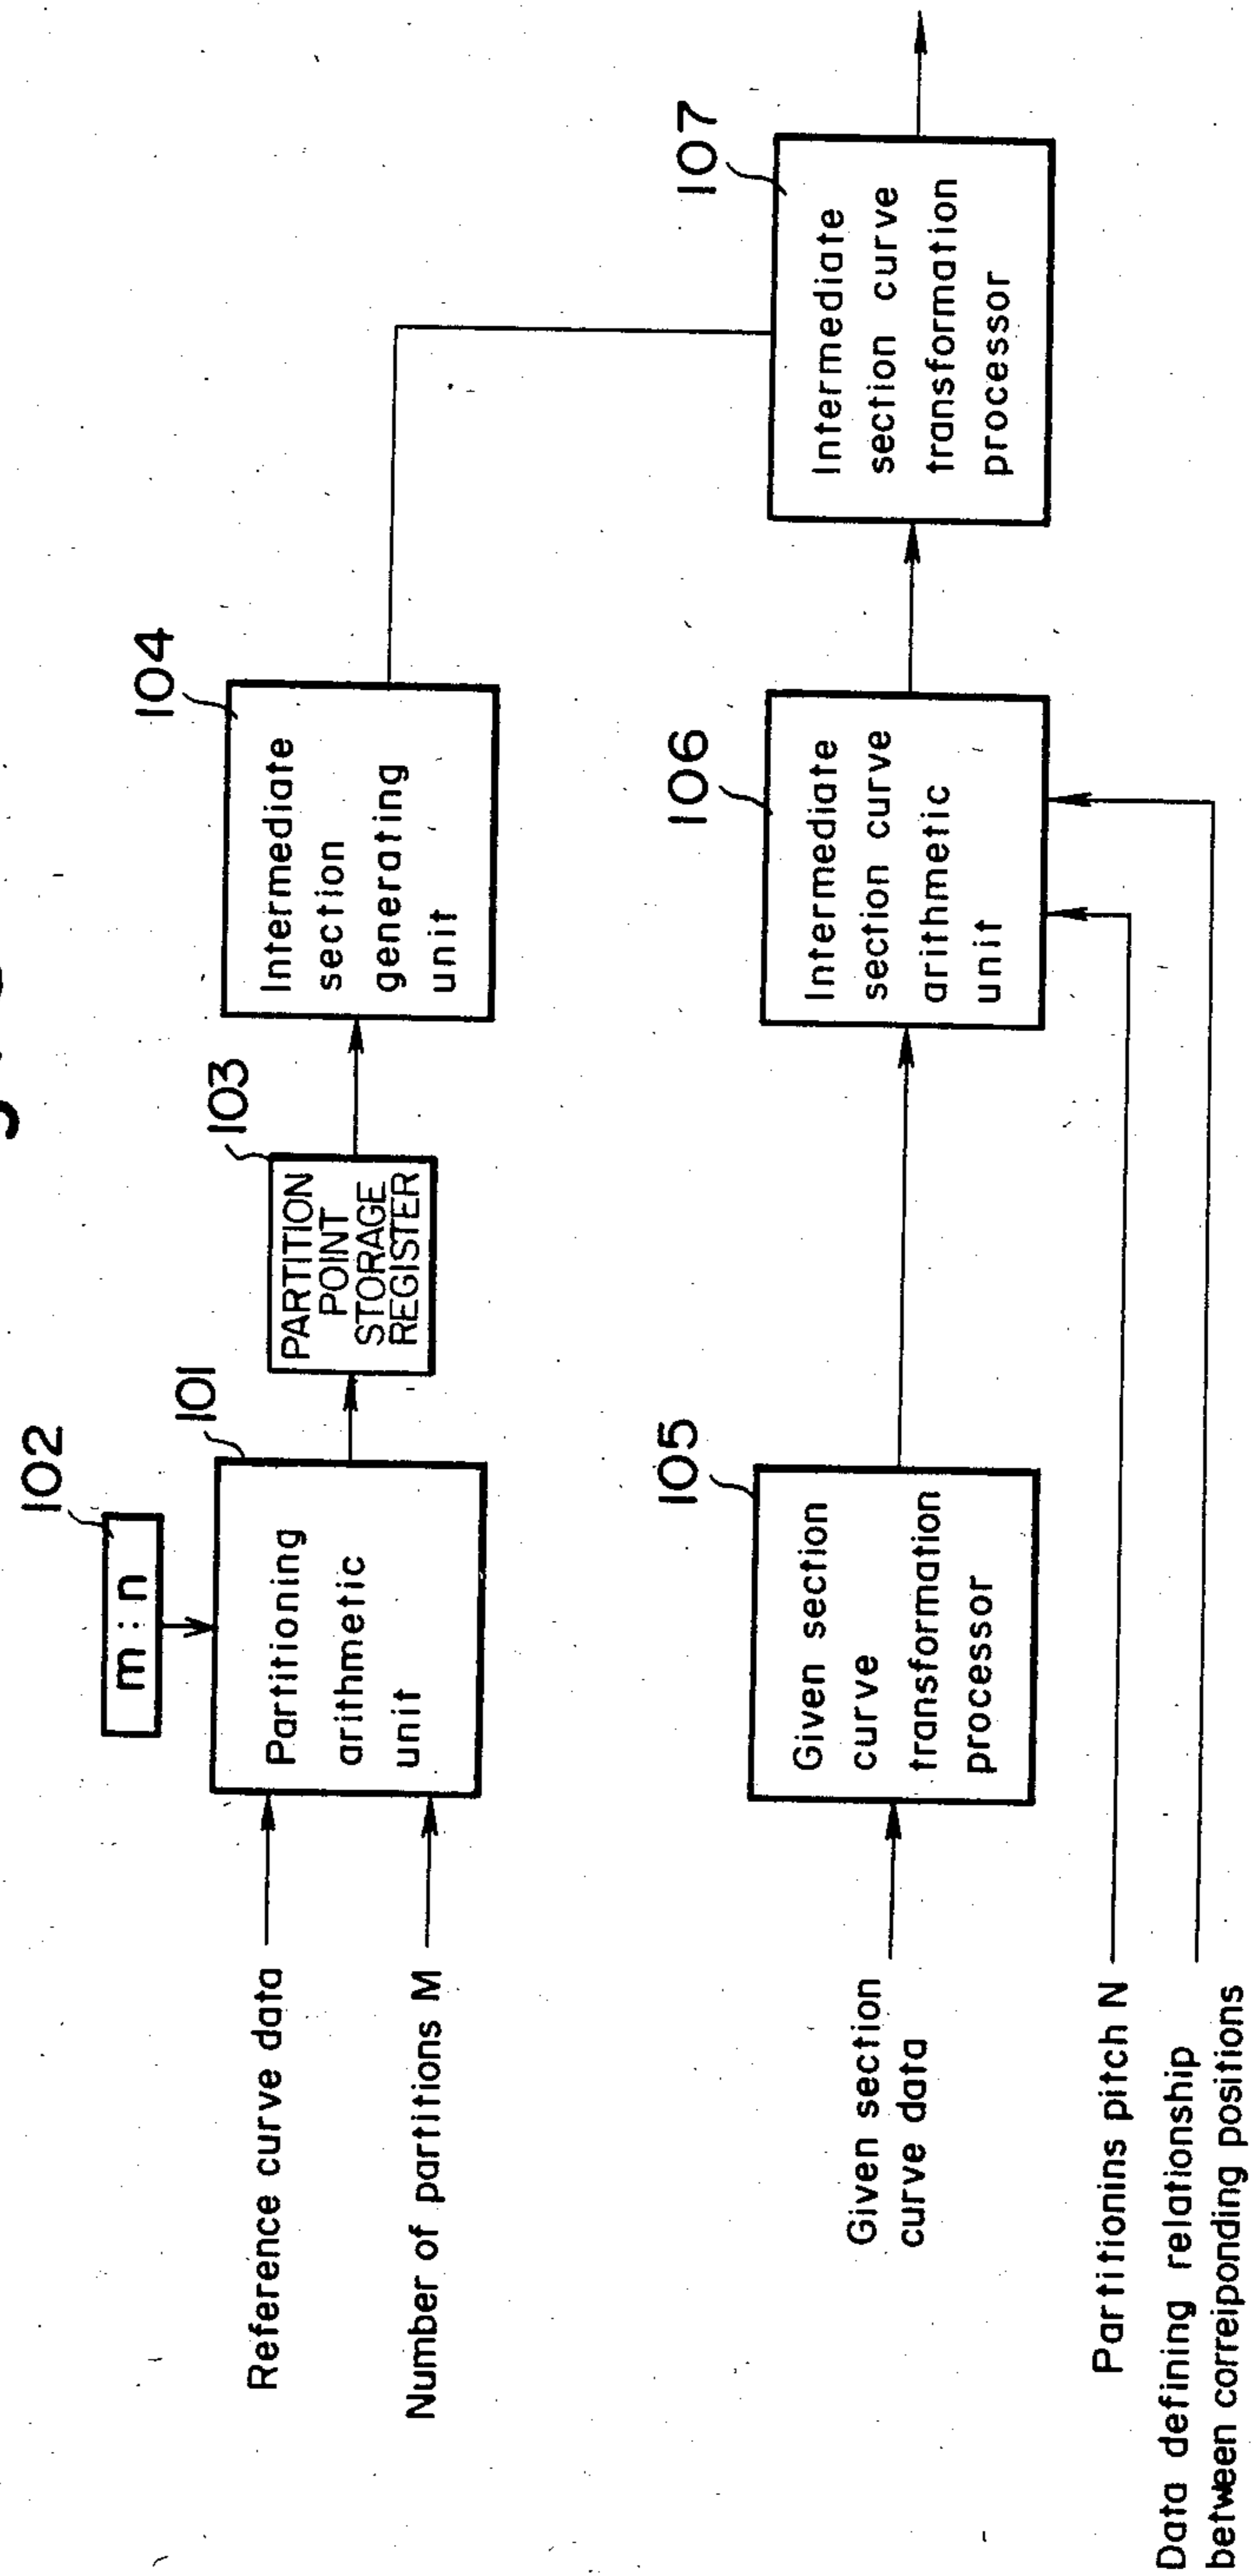 102
m : n
101
Partitioning
arithmetic
unit
Reference curve data
Number of partitions M
103
PARTITION
POINT
STORAGE
REGISTER
104
Intermediate
section
generating
unit
105
Given section
curve
transformation
processor
Given section
curve data
106
Intermediate
section curve
arithmetic
unit
107
Intermediate
section curve
transformation
processor
Partitionins pitch N
Data defining relationship
between correiponding positions